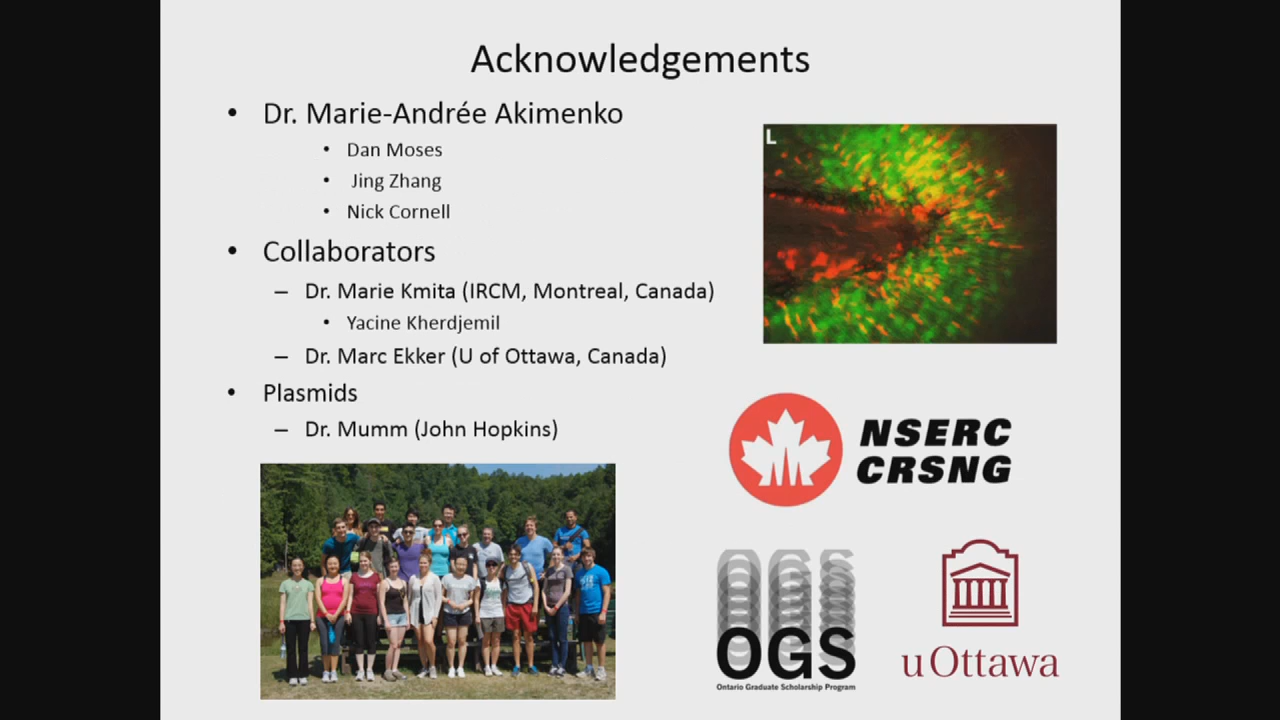 Acknowledgements
• Dr. Marie-Andrée Akimenko
• Dan Moses
• Jing Zhang
• Nick Cornell
• Collaborators
– Dr. Marie Kmita (IRCM, Montreal, Canada)
• Yacine Kherdjemil
– Dr. Marc Ekker (U of Ottawa, Canada)
• Plasmids
– Dr. Mumm (John Hopkins)
L
NSERC
CRSNG
OGS
OGS
Ontario Graduate Scholarship Program
uOttawa